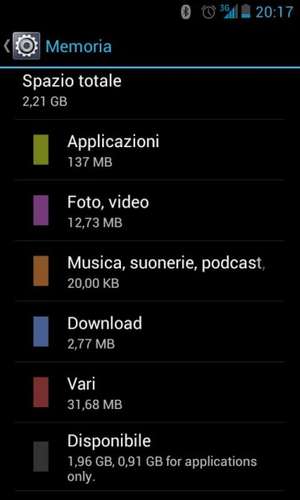 3G 20:17
Memoria
Spazio totale
2,21 GB
Applicazioni
137 MB
Foto, video
12,73 MB
Musica, suonerie, podcast,
20,00 KB
Download
2,77 MB
Vari
31,68 MB
Disponibile
1,96 GB, 0,91 GB for applications
only.